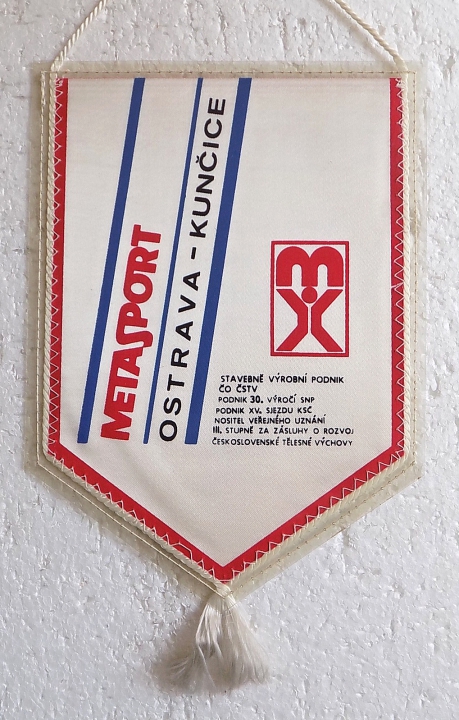 METASPORT
OSTRAVA - KUNČICE
STAVEBNĚ VÝROBNÍ PODNIK
ČO ČSTV
PODNIK 30. VÝROČÍ SNP
PODNIK XV. SJEZDU KSČ
NOSITEL VEŘEJNÉHO UZNÁNÍ
III. STUPNĚ ZA ZÁSLUHY O ROZVOJ
ČESKOSLOVENSKÉ TĚLESNÉ VÝCHOVY